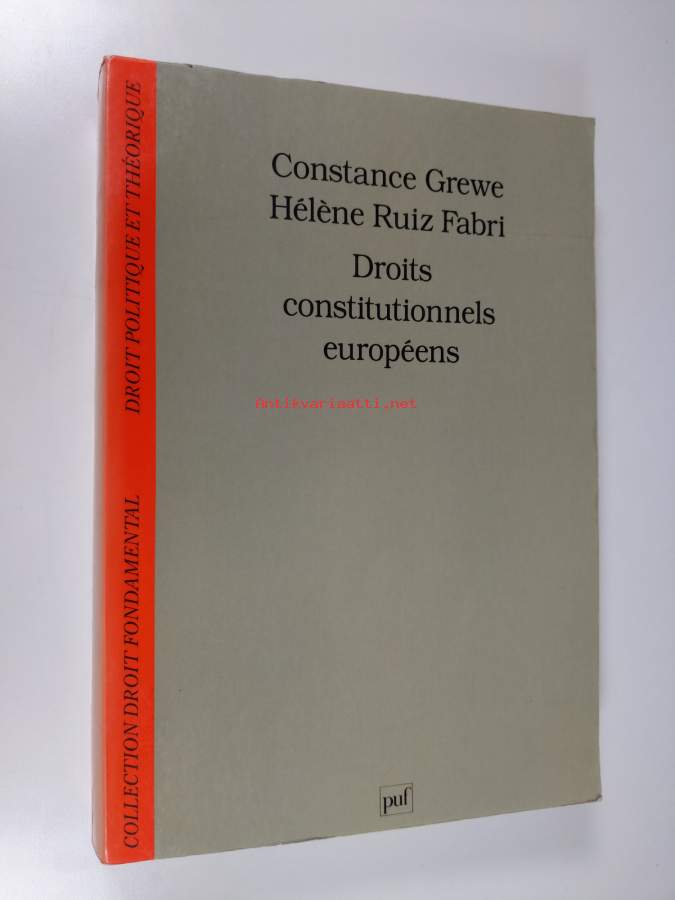 Constance Grewe
Hélène Ruiz Fabri
Droits
constitutionnels
européens
Antikvariaatti.net
puf
COLLECTION DROIT FONDAMENTAL
DROIT POLITIQUE ET THÉORIQUE